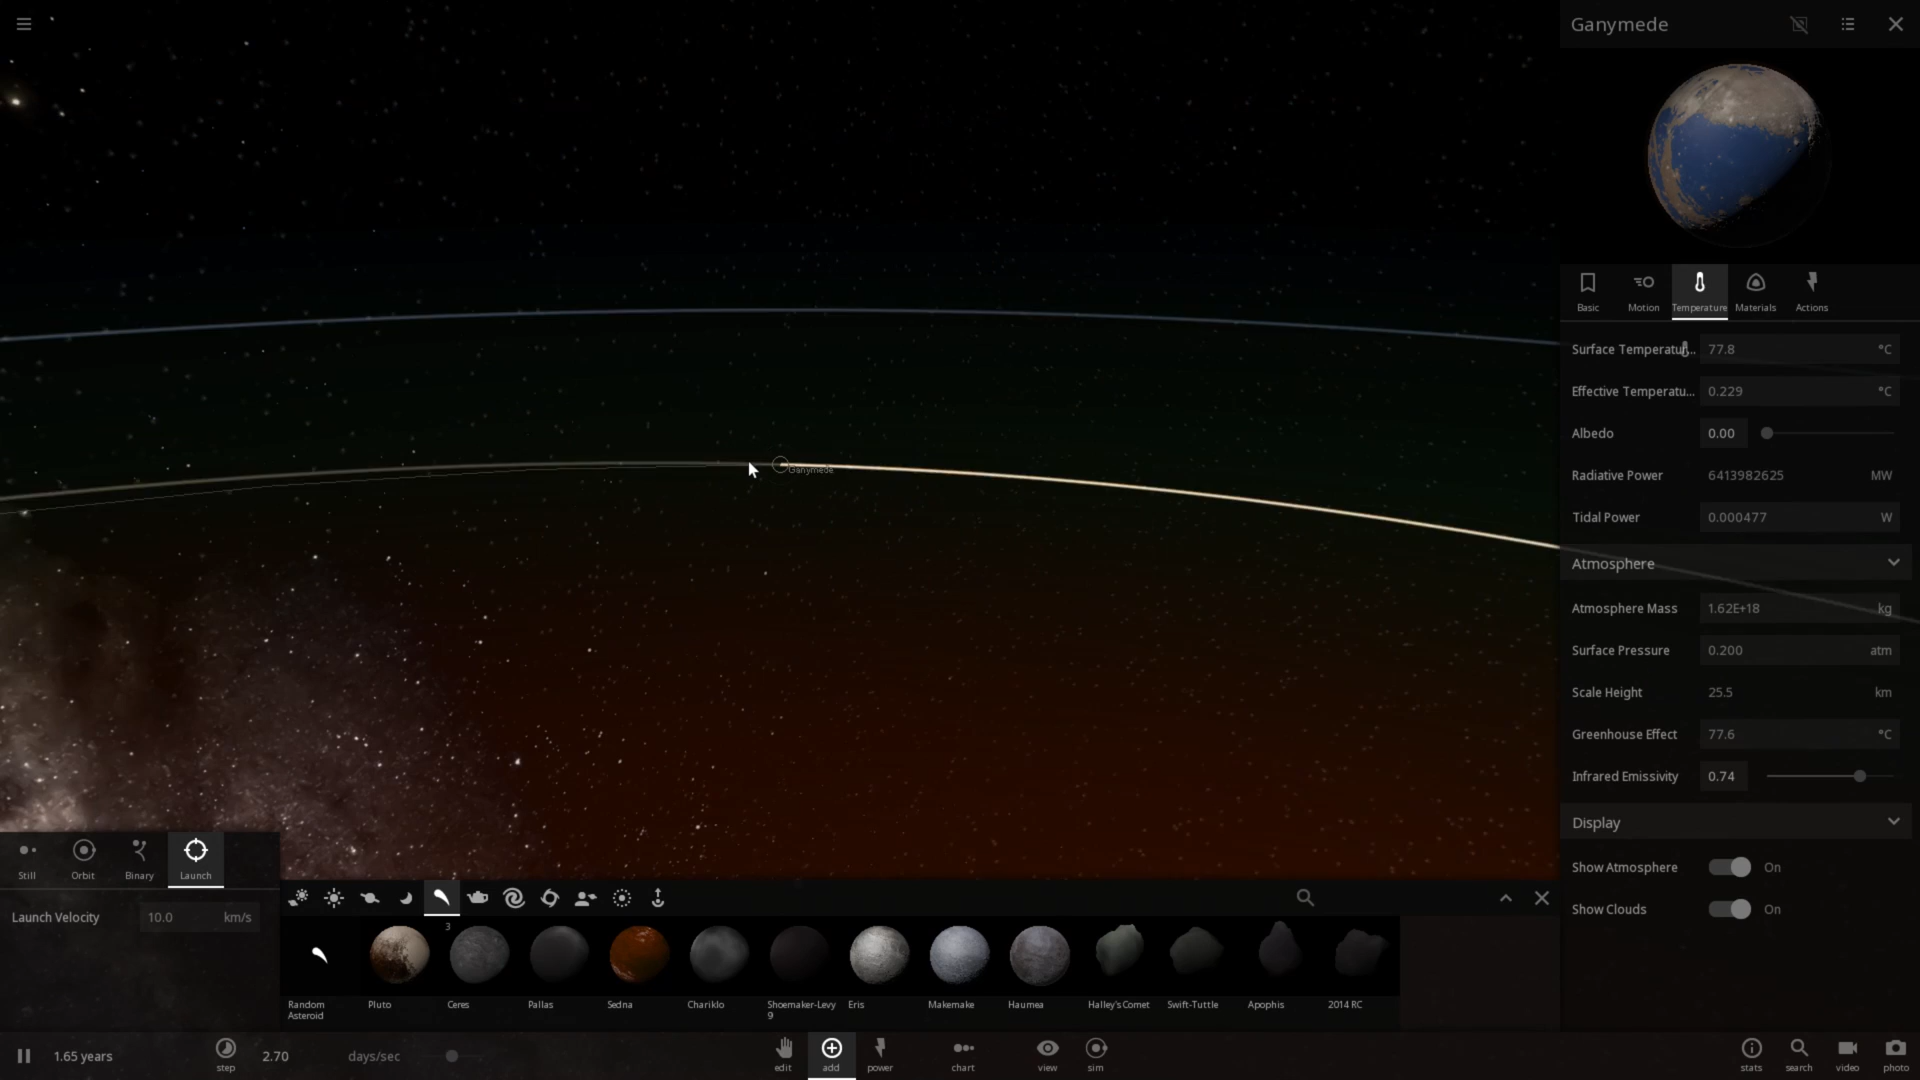 Ganymede
Basic
Motion
Temperature
Materials
Actions
Surface Temperatur... 77.8 °C
Effective Temperatu... 0.229 °C
Albedo 0.00
Radiative Power 6413982625 MW
Tidal Power 0.000477 W
Atmosphere
Atmosphere Mass 1.62E+18 kg
Surface Pressure 0.200 atm
Scale Height 25.5 km
Greenhouse Effect 77.6 °C
Infrared Emissivity 0.74
Display
Show Atmosphere On
Show Clouds On
Ganymede
Still
Orbit
Binary
Launch
Launch Velocity 10.0 km/s
3
Random
Asteroid
Pluto
Ceres
Pallas
Sedna
Chariklo
Shoemaker-Levy
9
Eris
Makemake
Haumea
Halley's Comet
Swift-Tuttle
Apophis
2014 RC
1.65 years
step
2.70 days/sec
edit
add
power
chart
view
sim
stats
search
video
photo